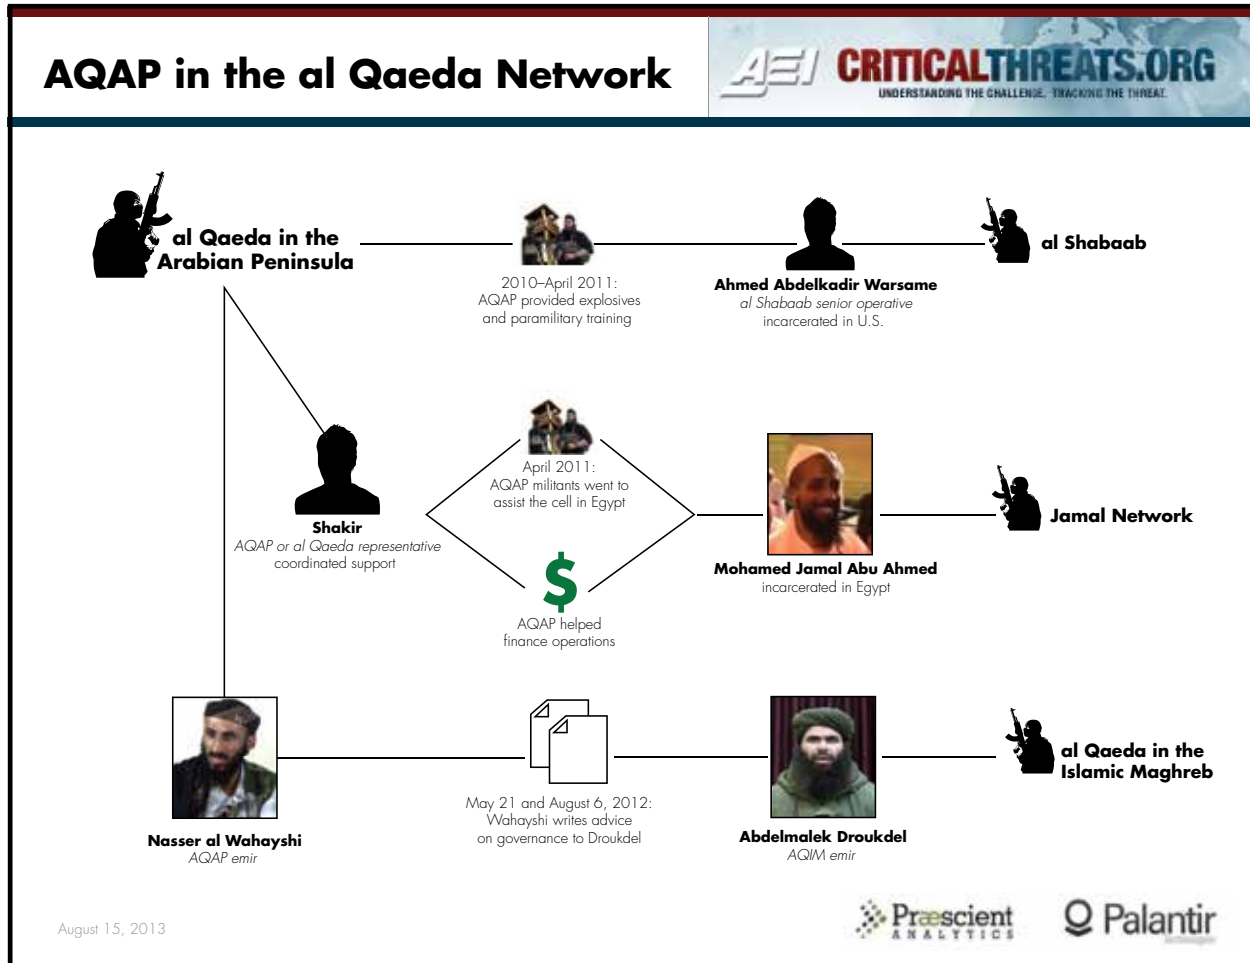 AQAP in the al Qaeda Network
AEI CRITICALTHREATS.ORG
UNDERSTANDING THE CHALLENGE. TRACKING THE THREAT.
al Qaeda in the
Arabian Peninsula
2010–April 2011:
AQAP provided explosives
and paramilitary training
Ahmed Abdelkadir Warsame
al Shabaab senior operative
incarcerated in U.S.
al Shabaab
Shakir
AQAP or al Qaeda representative
coordinated support
April 2011:
AQAP militants went to
assist the cell in Egypt
$
AQAP helped
finance operations
Mohamed Jamal Abu Ahmed
incarcerated in Egypt
Jamal Network
Nasser al Wahayshi
AQAP emir
May 21 and August 6, 2012:
Wahayshi writes advice
on governance to Droukdel
Abdelmalek Droukdel
AQIM emir
al Qaeda in the
Islamic Maghreb
August 15, 2013
Præscient
ANALYTICS
Palantir
technologies